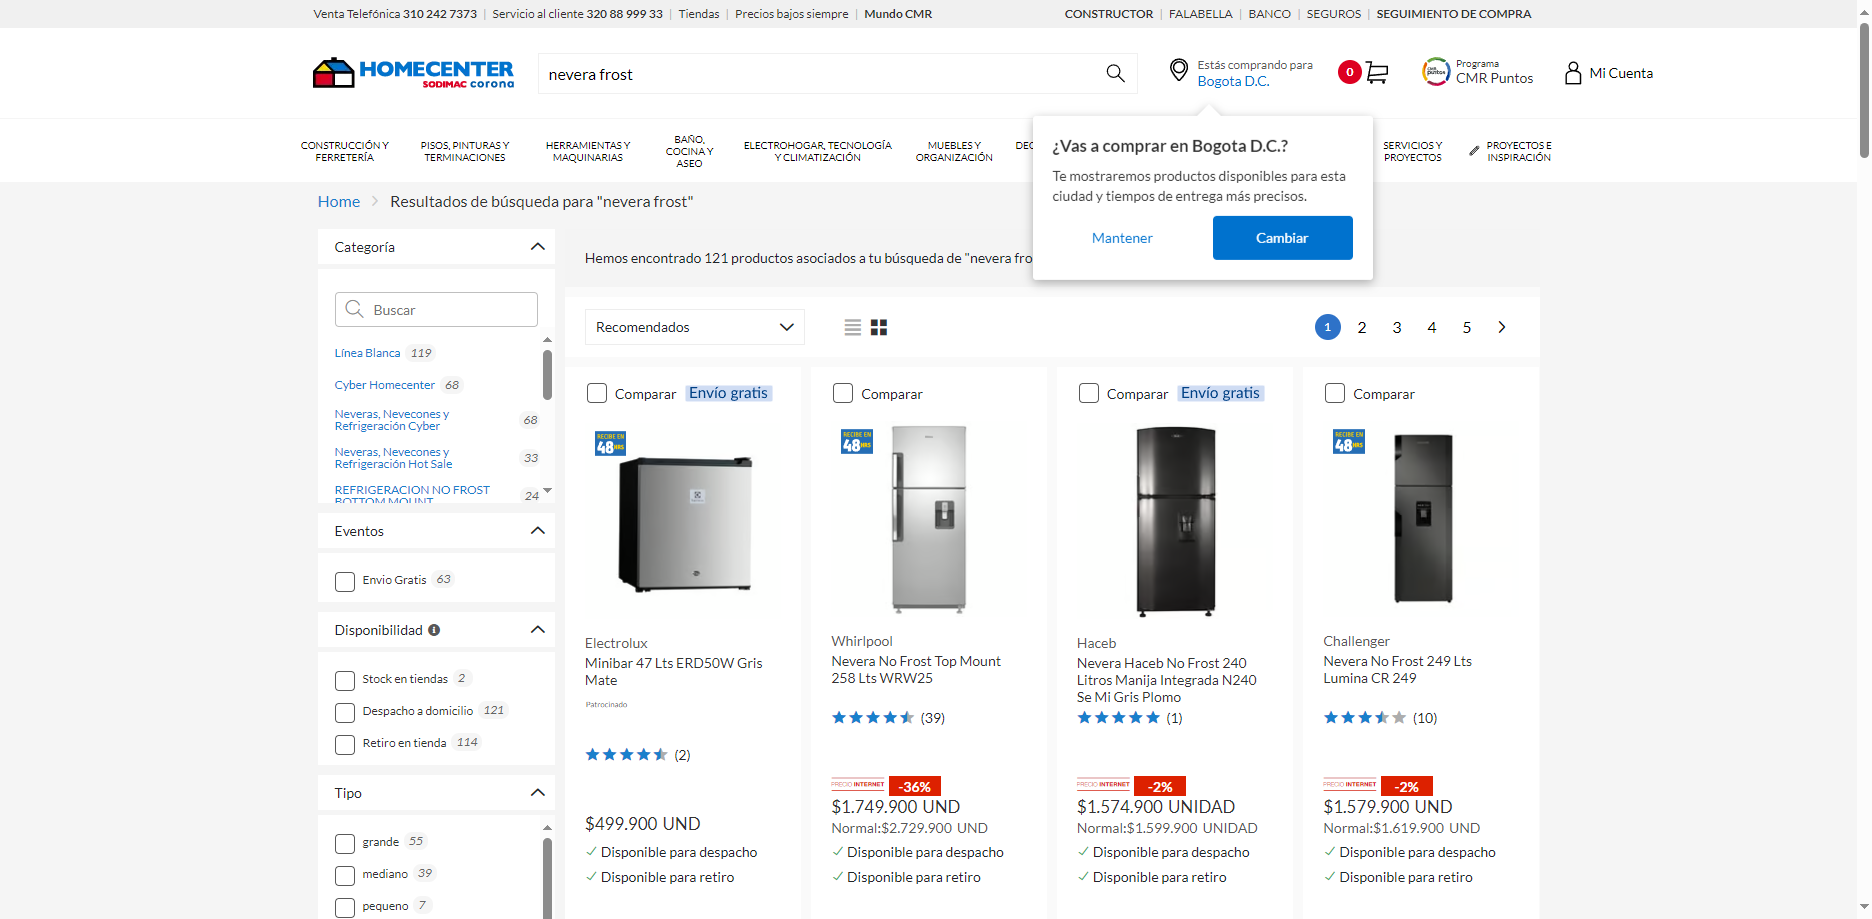 Venta Telefónica 310 242 7373 | Servicio al cliente 320 88 999 33 | Tiendas | Precios bajos siempre | Mundo CMR
CONSTRUCTOR | FALABELLA | BANCO | SEGUROS | SEGUIMIENTO DE COMPRA
HOMECENTER
SODIMAC corona
nevera frost
Estás comprando para
Bogota D.C.
0
CMR puntos
Programa
CMR Puntos
Mi Cuenta
CONSTRUCCIÓN Y
FERRETERÍA
PISOS, PINTURAS Y
TERMINACIONES
HERRAMIENTAS Y
MAQUINARIAS
BAÑO,
COCINA Y
ASEO
ELECTROHOGAR, TECNOLOGÍA
Y CLIMATIZACIÓN
MUEBLES Y
ORGANIZACIÓN
DEC
SERVICIOS Y
PROYECTOS
PROYECTOS E
INSPIRACIÓN
¿Vas a comprar en Bogota D.C.?
Te mostraremos productos disponibles para esta
ciudad y tiempos de entrega más precisos.
Mantener
Cambiar
Home > Resultados de búsqueda para "nevera frost"
Categoría
Buscar
Línea Blanca 119
Cyber Homecenter 68
Neveras, Nevecones y
Refrigeración Cyber 68
Neveras, Nevecones y
Refrigeración Hot Sale 33
REFRIGERACION NO FROST
BOTTOM MOUNT 24
Eventos
Envio Gratis 63
Disponibilidad
Stock en tiendas 2
Despacho a domicilio 121
Retiro en tienda 114
Tipo
grande 55
mediano 39
pequeno 7
Hemos encontrado 121 productos asociados a tu búsqueda de "nevera fro
Recomendados
1 2 3 4 5
Comparar Envío gratis
RECIBE EN
48HRS
Electrolux
Minibar 47 Lts ERD50W Gris
Mate
Patrocinado
(2)
$499.900 UND
Disponible para despacho
Disponible para retiro
Comparar
RECIBE EN
48HRS
Whirlpool
Nevera No Frost Top Mount
258 Lts WRW25
(39)
PRECIO INTERNET -36%
$1.749.900 UND
Normal:$2.729.900 UND
Disponible para despacho
Disponible para retiro
Comparar Envío gratis
Haceb
Nevera Haceb No Frost 240
Litros Manija Integrada N240
Se Mi Gris Plomo
(1)
PRECIO INTERNET -2%
$1.574.900 UNIDAD
Normal:$1.599.900 UNIDAD
Disponible para despacho
Disponible para retiro
Comparar
RECIBE EN
48HRS
Challenger
Nevera No Frost 249 Lts
Lumina CR 249
(10)
PRECIO INTERNET -2%
$1.579.900 UND
Normal:$1.619.900 UND
Disponible para despacho
Disponible para retiro